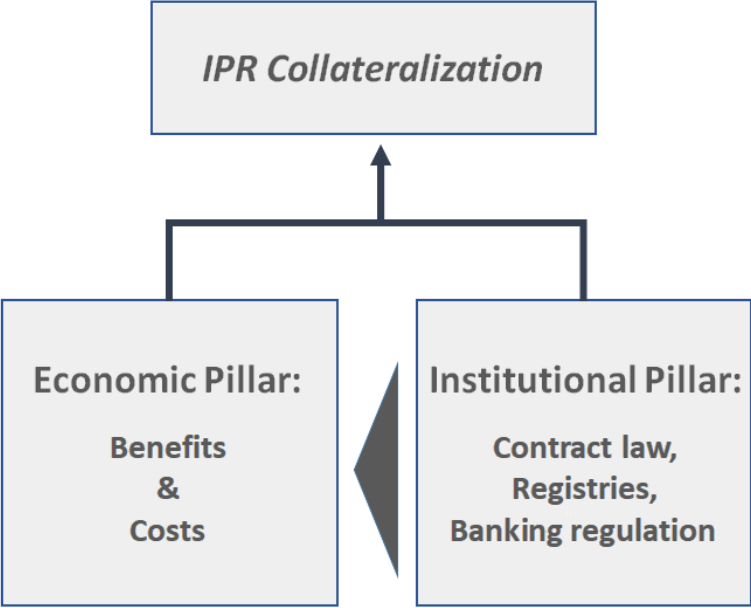 IPR Collateralization
Economic Pillar:
Benefits
&
Costs
Institutional Pillar:
Contract law,
Registries,
Banking regulation